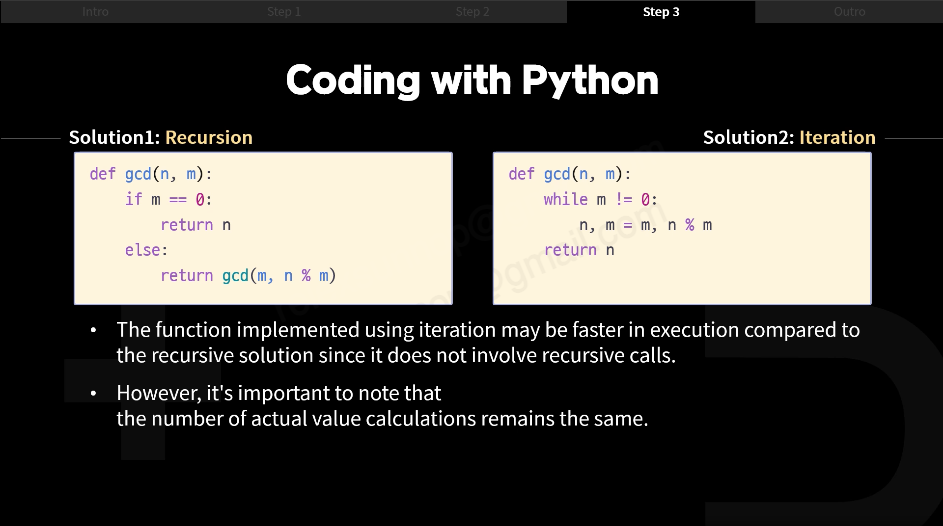 Intro Step 1 Step 2 Step 3 Outro
Coding with Python
Solution1: Recursion
def gcd(n, m):
    if m == 0:
        return n
    else:
        return gcd(m, n % m)
Solution2: Iteration
def gcd(n, m):
    while m != 0:
        n, m = m, n % m
    return n
• The function implemented using iteration may be faster in execution compared to
the recursive solution since it does not involve recursive calls.
• However, it's important to note that
the number of actual value calculations remains the same.
@gmail.com